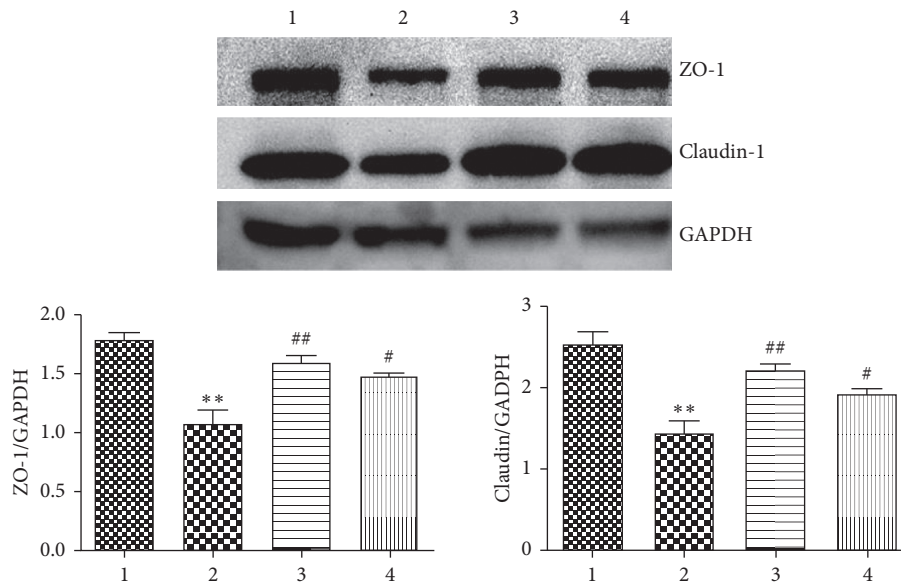 1 2 3 4
ZO-1
Claudin-1
GAPDH
ZO-1/GAPDH
2.0
1.5
1.0
0.5
0.0
**
##
#
1 2 3 4
Claudin/GADPH
3
2
1
0
**
##
#
1 2 3 4